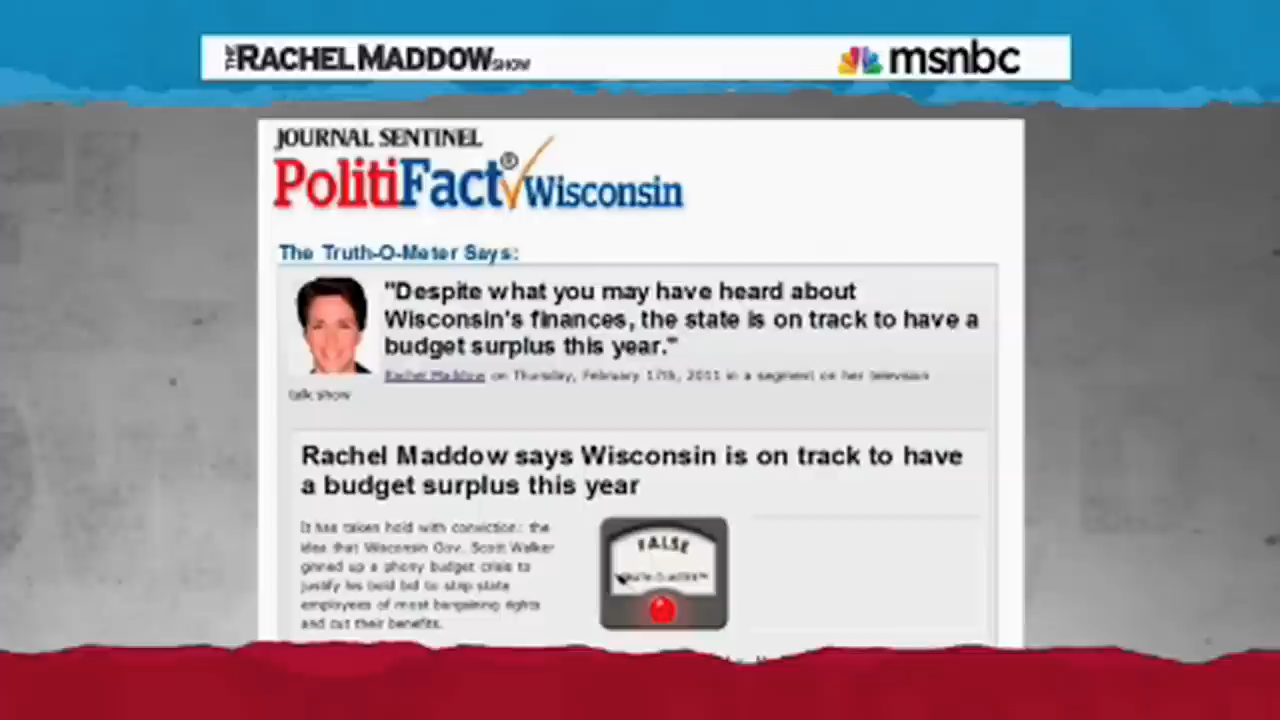 THE RACHEL MADDOW SHOW
msnbc
JOURNAL SENTINEL
PolitiFact® Wisconsin
The Truth-O-Meter Says:
"Despite what you may have heard about
Wisconsin's finances, the state is on track to have a
budget surplus this year."
Rachel Maddow on Thursday, February 17th, 2011 in a segment on her television
talk show
Rachel Maddow says Wisconsin is on track to have
a budget surplus this year
It has taken hold with conviction: the
idea that Wisconsin Gov. Scott Walker
ginned up a phony budget crisis to
justify his bold bid to strip state
employees of most bargaining rights
and cut their benefits.
FALSE